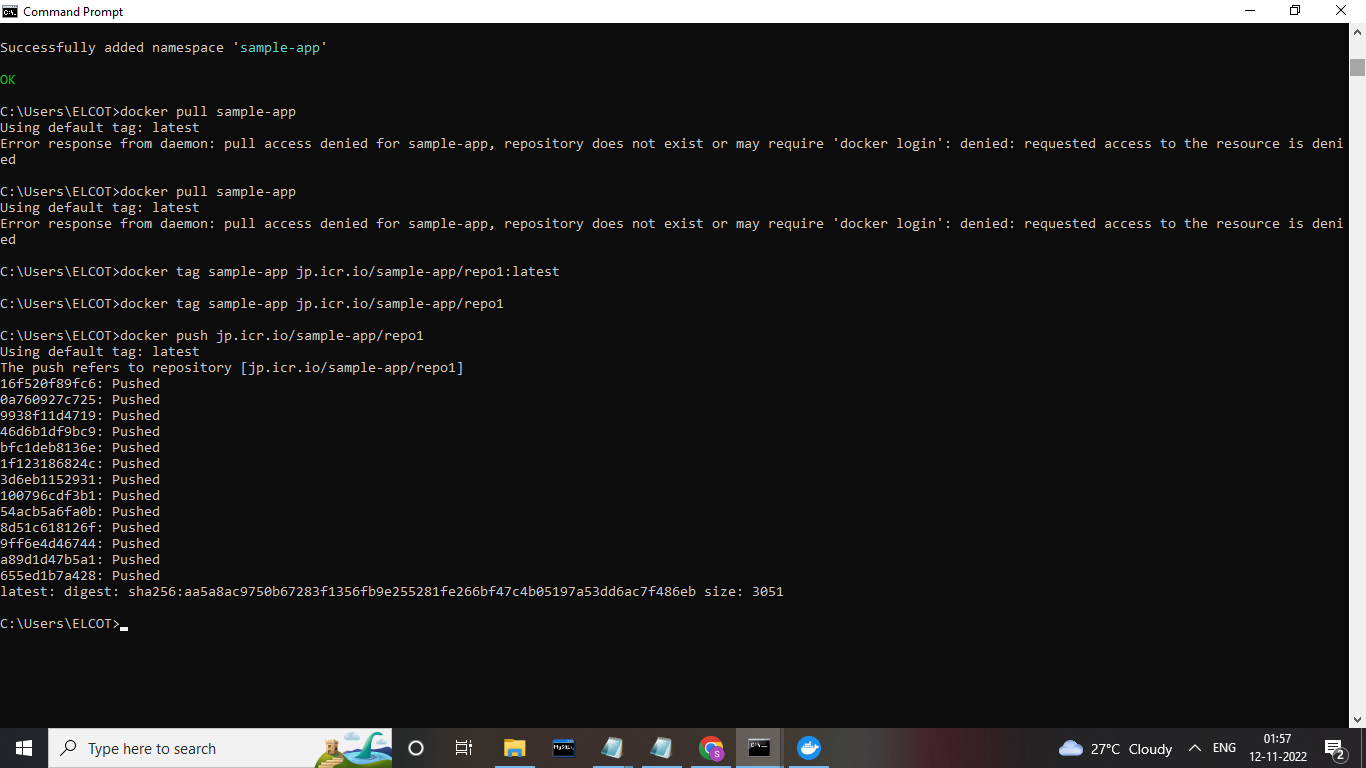 Command Prompt
Successfully added namespace 'sample-app'
OK
C:\Users\ELCOT>docker pull sample-app
Using default tag: latest
Error response from daemon: pull access denied for sample-app, repository does not exist or may require 'docker login': denied: requested access to the resource is deni
ed
C:\Users\ELCOT>docker pull sample-app
Using default tag: latest
Error response from daemon: pull access denied for sample-app, repository does not exist or may require 'docker login': denied: requested access to the resource is deni
ed
C:\Users\ELCOT>docker tag sample-app jp.icr.io/sample-app/repo1:latest
C:\Users\ELCOT>docker tag sample-app jp.icr.io/sample-app/repo1
C:\Users\ELCOT>docker push jp.icr.io/sample-app/repo1
Using default tag: latest
The push refers to repository [jp.icr.io/sample-app/repo1]
16f520f89fc6: Pushed
0a760927c725: Pushed
9938f11d4719: Pushed
46d6b1df9bc9: Pushed
bfc1deb8136e: Pushed
1f123186824c: Pushed
3d6eb1152931: Pushed
100796cdf3b1: Pushed
54acb5a6fa0b: Pushed
8d51c618126f: Pushed
9ff6e4d46744: Pushed
a89d1d47b5a1: Pushed
655ed1b7a428: Pushed
latest: digest: sha256:aa5a8ac9750b67283f1356fb9e255281fe266bf47c4b05197a53dd6ac7f486eb size: 3051
C:\Users\ELCOT>
Type here to search
MySQL
S
27°C Cloudy
ENG
01:57
12-11-2022
2